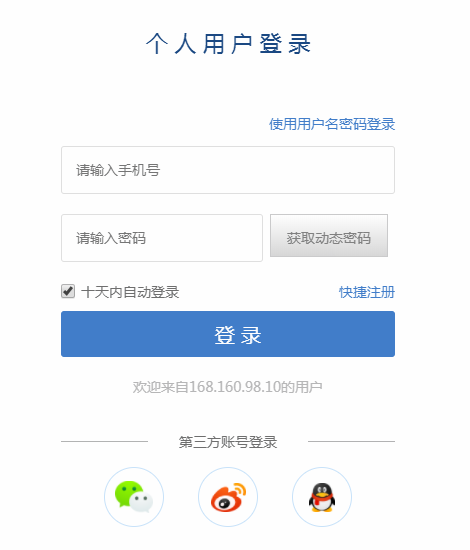 个人用户登录
使用用户名密码登录
请输入手机号
请输入密码 获取动态密码
十天内自动登录 快捷注册
登录
欢迎来自168.160.98.10的用户
第三方账号登录